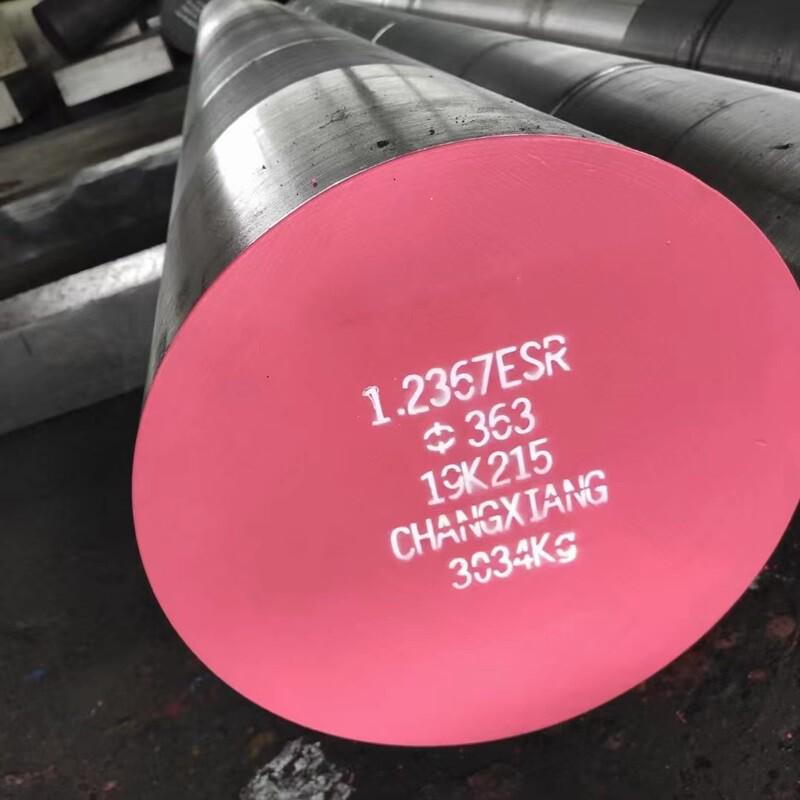 1.2367ESR
Φ 363
19K215
CHANGXIANG
3034Kg